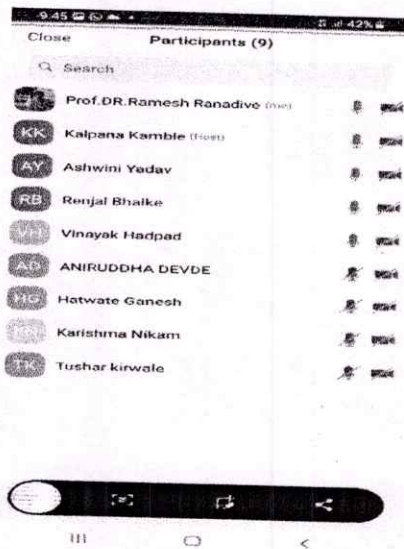 9:45
42%
Close Participants (9)
Search
Prof.DR.Ramesh Ranadive (me)
KK Kalpana Kamble (Host)
AY Ashwini Yadav
RB Renjal Bhalke
VH Vinayak Hadpad
AD ANIRUDDHA DEVDE
HG Hatwate Ganesh
Karishma Nikam
TK Tushar kirwale